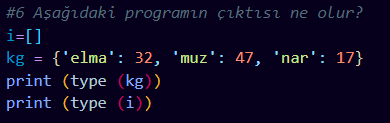 #6 Aşağıdaki programın çıktısı ne olur?
i=[]
kg = {'elma': 32, 'muz': 47, 'nar': 17}
print (type (kg))
print (type (i))